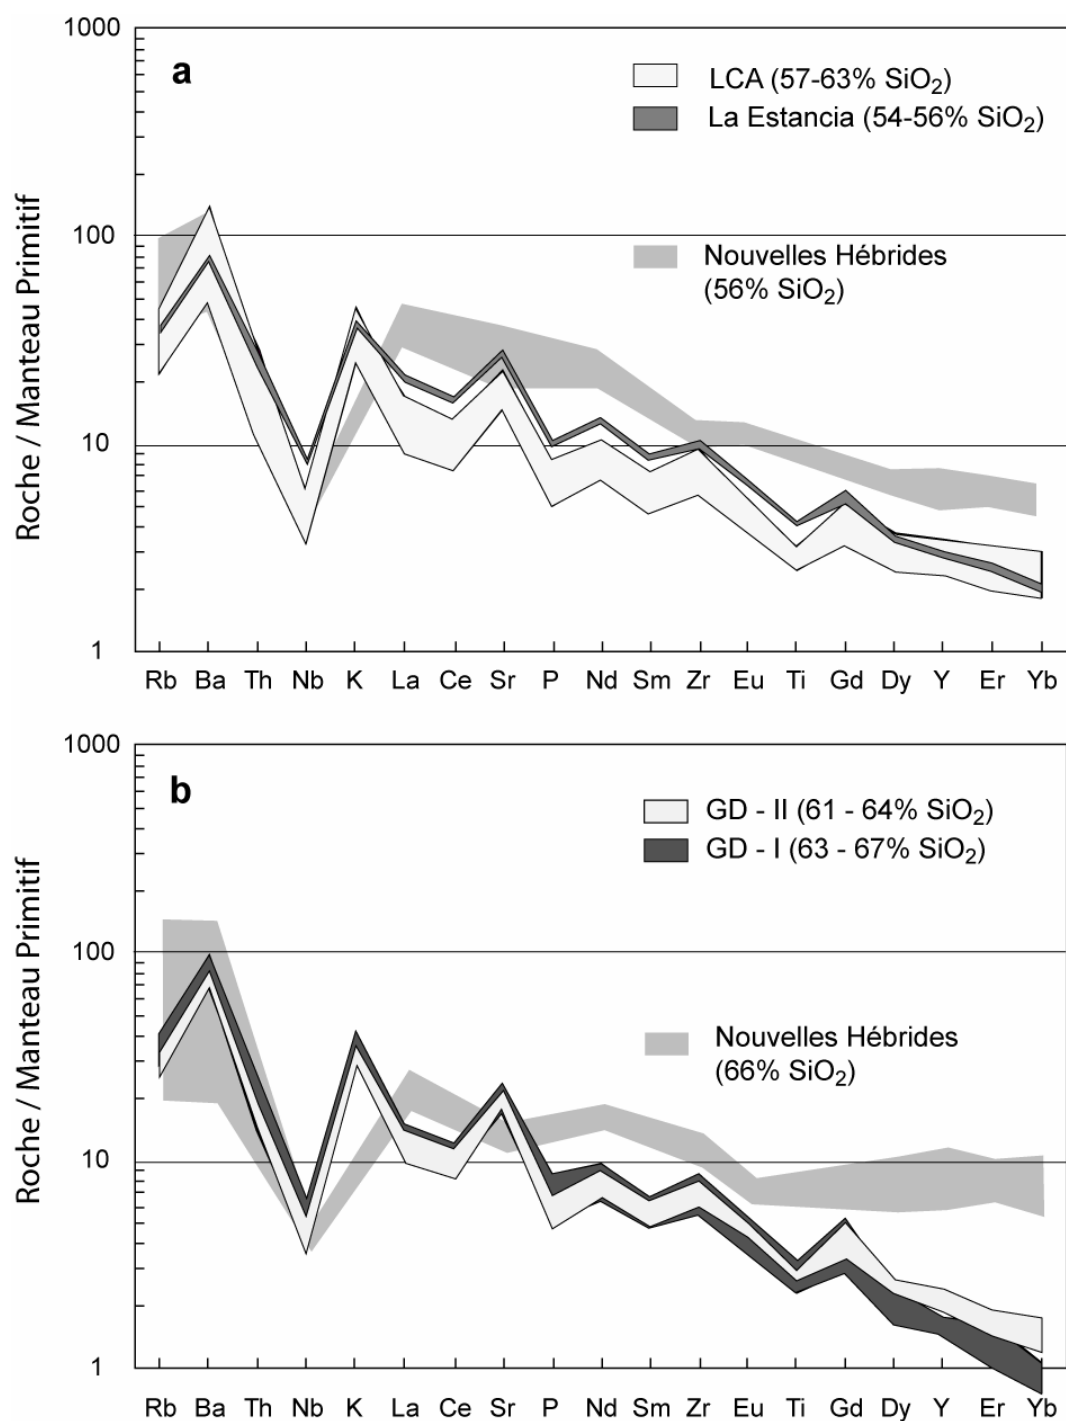 1000
a
LCA (57-63% SiO₂)
La Estancia (54-56% SiO₂)
Roche / Manteau Primitif
100
Nouvelles Hébrides
(56% SiO₂)
10
1
Rb Ba Th Nb K La Ce Sr P Nd Sm Zr Eu Ti Gd Dy Y Er Yb
1000
b
GD - II (61 - 64% SiO₂)
GD - I (63 - 67% SiO₂)
Roche / Manteau Primitif
100
Nouvelles Hébrides
(66% SiO₂)
10
1
Rb Ba Th Nb K La Ce Sr P Nd Sm Zr Eu Ti Gd Dy Y Er Yb